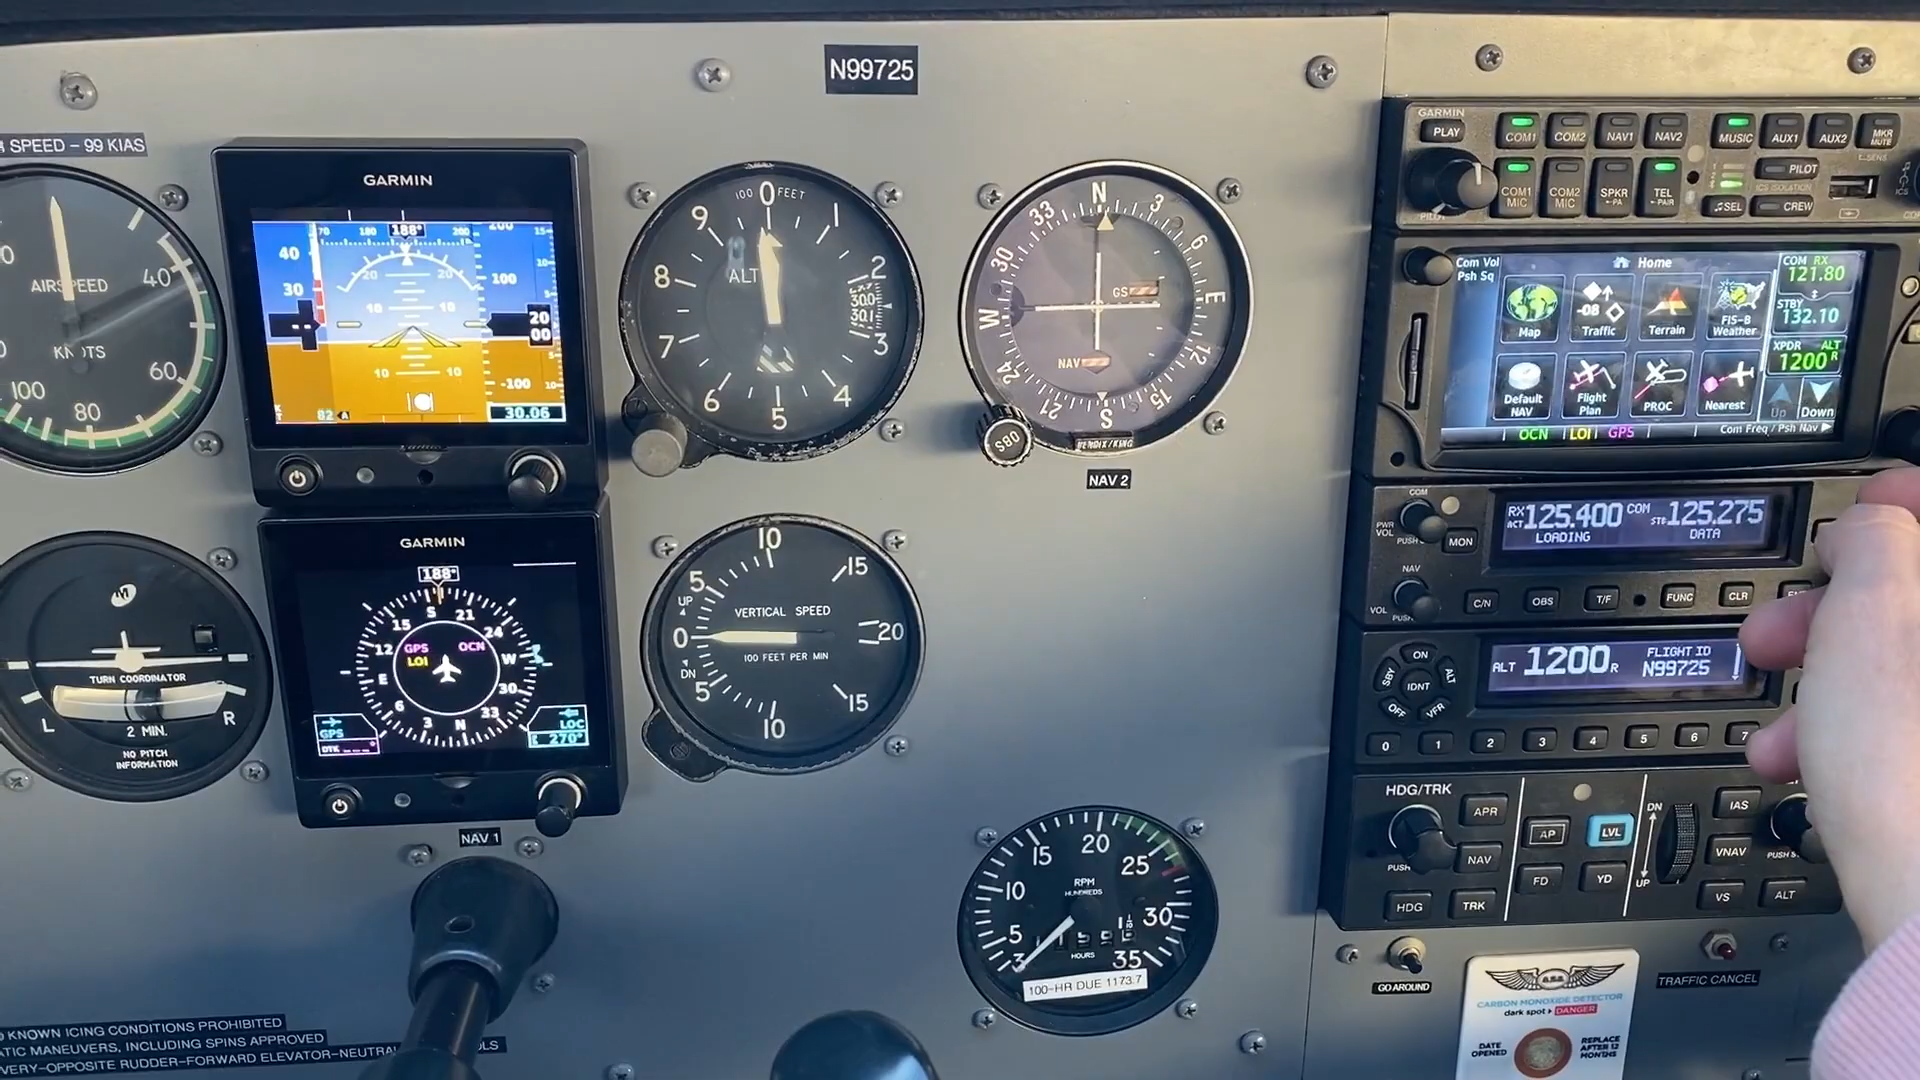 N99725
SPEED – 99 KIAS
AIRSPEED
KNOTS
40
60
80
100
GARMIN
188°
180
200
40
30
20
20
10
10
10
10
100
20
00
-100
82
30.06
100 FEET
ALT
0
1
2
3
4
5
6
7
8
9
N
3
6
E
12
15
S
21
24
W
30
33
GS
NAV
OBS
BENDIX/KING
NAV 2
TURN COORDINATOR
L
R
2 MIN.
NO PITCH
INFORMATION
GARMIN
188°
S
21
24
W
30
33
N
3
6
E
12
15
GPS
OCN
LOI
GPS
DTK
LOC
270°
NAV 1
VERTICAL SPEED
100 FEET PER MIN
UP
DN
0
5
10
15
20
15
10
5
RPM
HUNDREDS
HOURS
3
5
10
15
20
25
30
35
100-HR DUE 1173.7
GARMIN
PLAY
COM1
COM2
NAV1
NAV2
MUSIC
AUX1
AUX2
MKR
MUTE
COM1
MIC
COM2
MIC
SPKR
PA
TEL
PAIR
PILOT
ICS ISOLATION
SEL
CREW
PILOT
Com Vol
Psh Sq
Home
COM RX
121.80
STBY
132.10
XPDR ALT
1200 R
Map
Traffic
-08
Terrain
FIS-B
Weather
Default
NAV
Flight
Plan
PROC
Nearest
Up
Down
OCN LOI GPS
Com Freq / Psh Nav
COM
PWR
VOL
PUSH
MON
RX
ACT
125.400
COM
125.275
LOADING
DATA
NAV
VOL
PUSH
C/N
OBS
T/F
FUNC
CLR
ON
SBY
ALT
IDNT
OFF
VFR
ALT 1200 R
FLIGHT ID
N99725
0 1 2 3 4 5 6 7
HDG/TRK
PUSH
APR
NAV
HDG
TRK
AP
LVL
FD
YD
DN
UP
IAS
VNAV
VS
ALT
PUSH
GO AROUND
TRAFFIC CANCEL
CARBON MONOXIDE DETECTOR
dark spot DANGER
DATE
OPENED
REPLACE
AFTER 12
MONTHS
KNOWN ICING CONDITIONS PROHIBITED
MANEUVERS, INCLUDING SPINS APPROVED
OPPOSITE RUDDER–FORWARD ELEVATOR–NEUTRAL